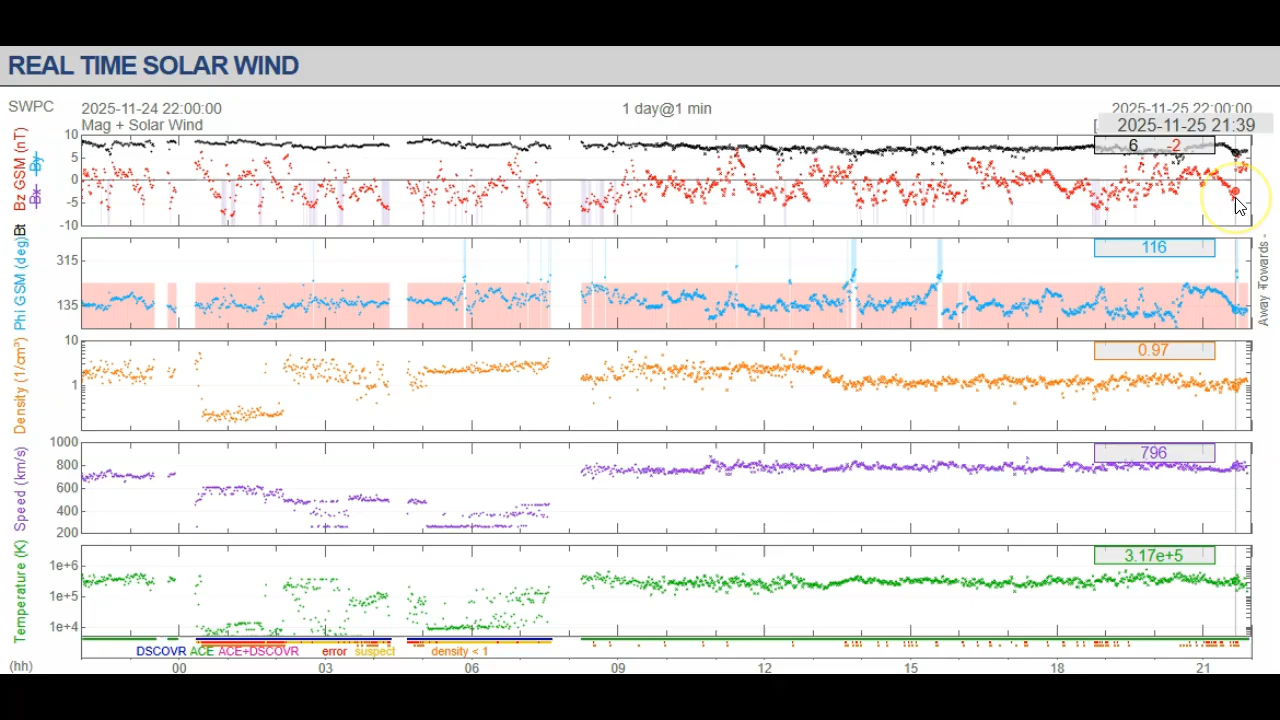 REAL TIME SOLAR WIND
SWPC
2025-11-24 22:00:00
1 day@1 min
2025-11-25 22:00:00
Mag + Solar Wind
[
2025-11-25 21:39
Bt Bz GSM (nT)
Bx By
10
5
0
-5
-10
6 -2
Phi GSM (deg)
315
135
116
Away +
Towards -
Density (1/cm³)
10
1
0.97
Speed (km/s)
1000
800
600
400
200
796
Temperature (K)
1e+6
1e+5
1e+4
3.17e+5
DSCOVR ACE ACE+DSCOVR error suspect density < 1
(hh) 00 03 06 09 12 15 18 21